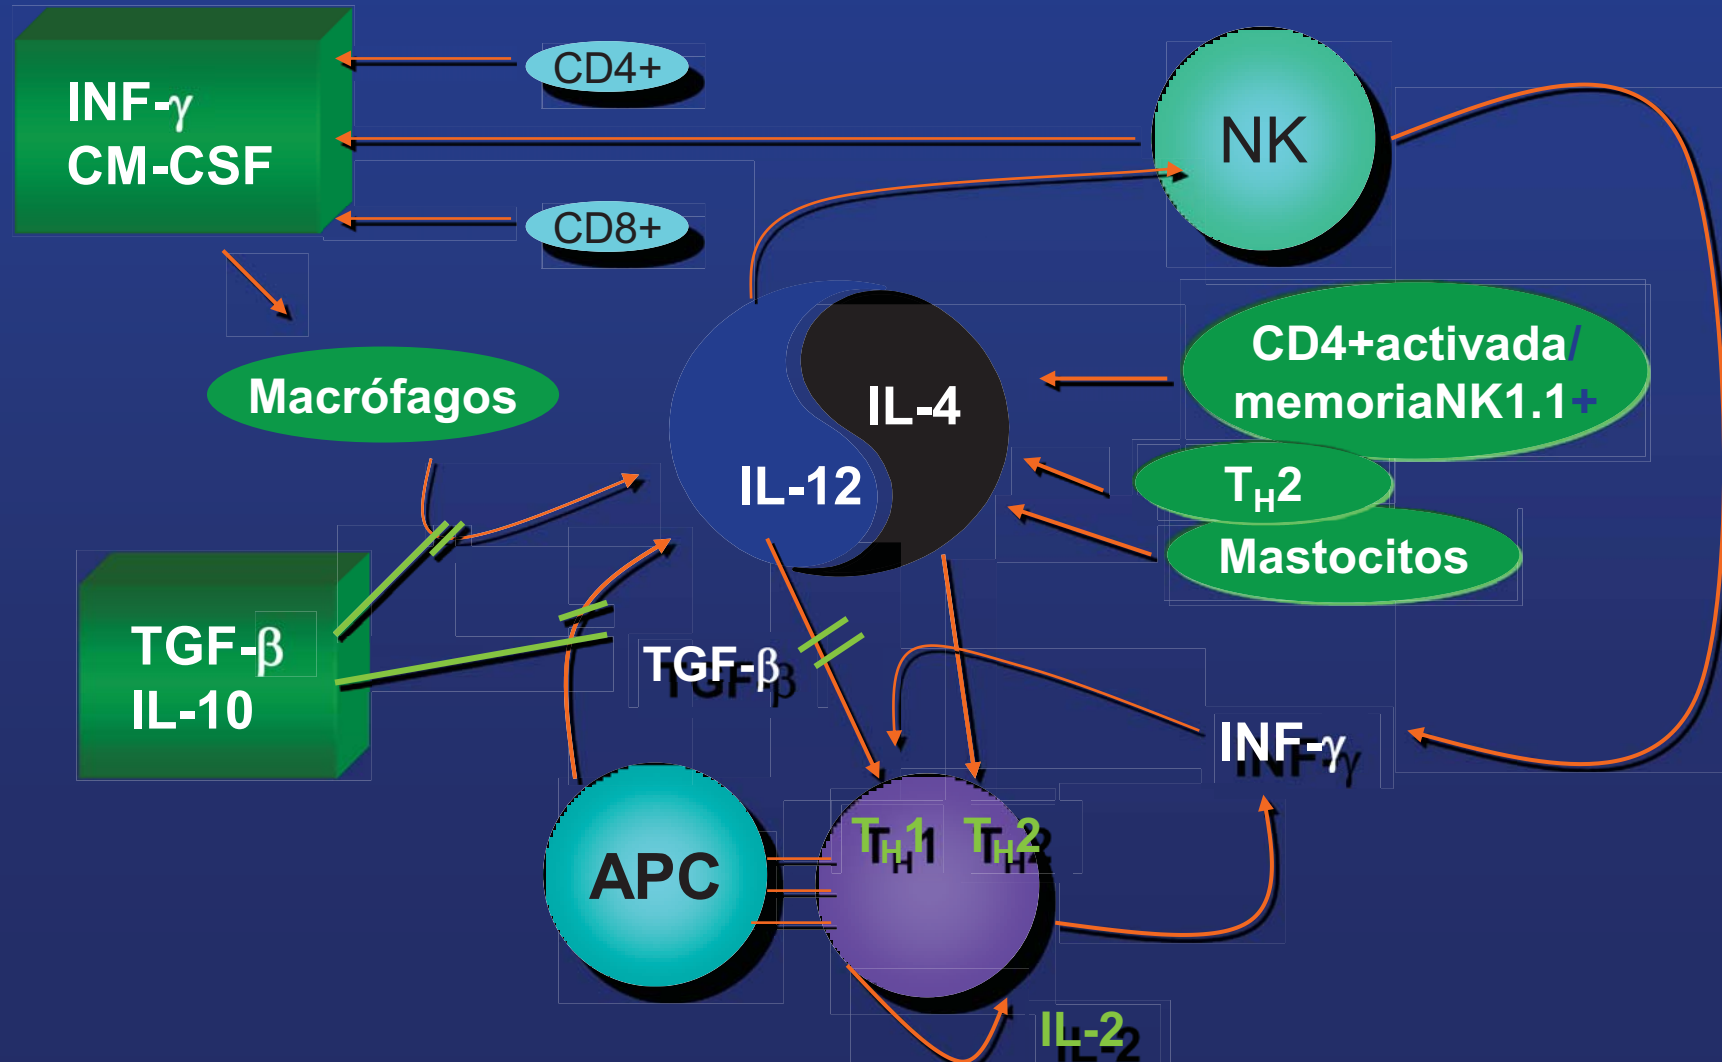 INF-γ
CM-CSF
CD4+
CD8+
NK
Macrófagos
IL-4
IL-12
CD4+activada/
memoriaNK1.1+
TH2
Mastocitos
TGF-β
IL-10
TGF-β
INF-γ
APC
TH1 TH2
IL-2